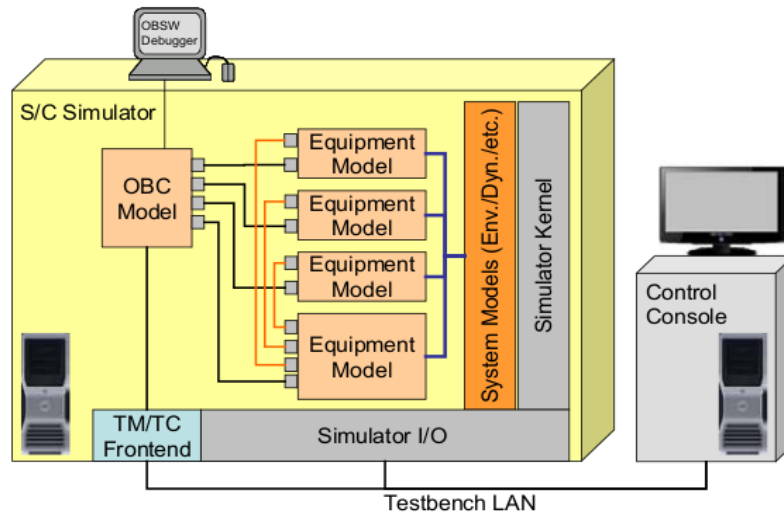 OBSW
Debugger
S/C Simulator
OBC
Model
Equipment
Model
Equipment
Model
Equipment
Model
Equipment
Model
System Models (Env./Dyn./etc.)
Simulator Kernel
Control
Console
TM/TC
Frontend
Simulator I/O
Testbench LAN